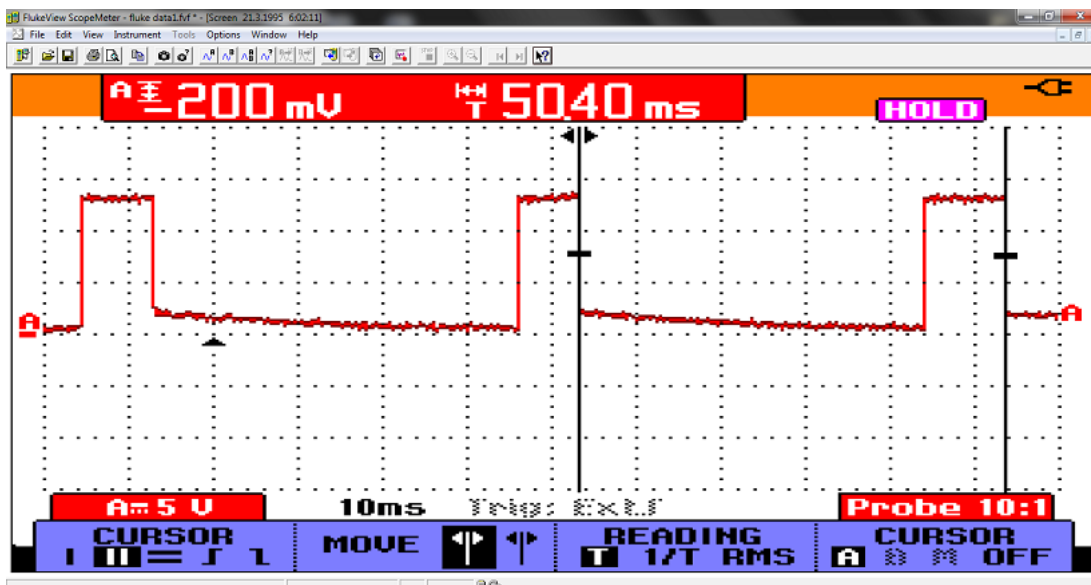 FlukeView ScopeMeter - fluke data1.fvf * - [Screen 21.3.1995 6:02:11]
File Edit View Instrument Tools Options Window Help
A -200 mV T 50.40 ms
HOLD
A A
A 5 V 10ms Trig: Ext Probe 10:1
CURSOR MOVE READING CURSOR
T 1/T RMS A B M OFF